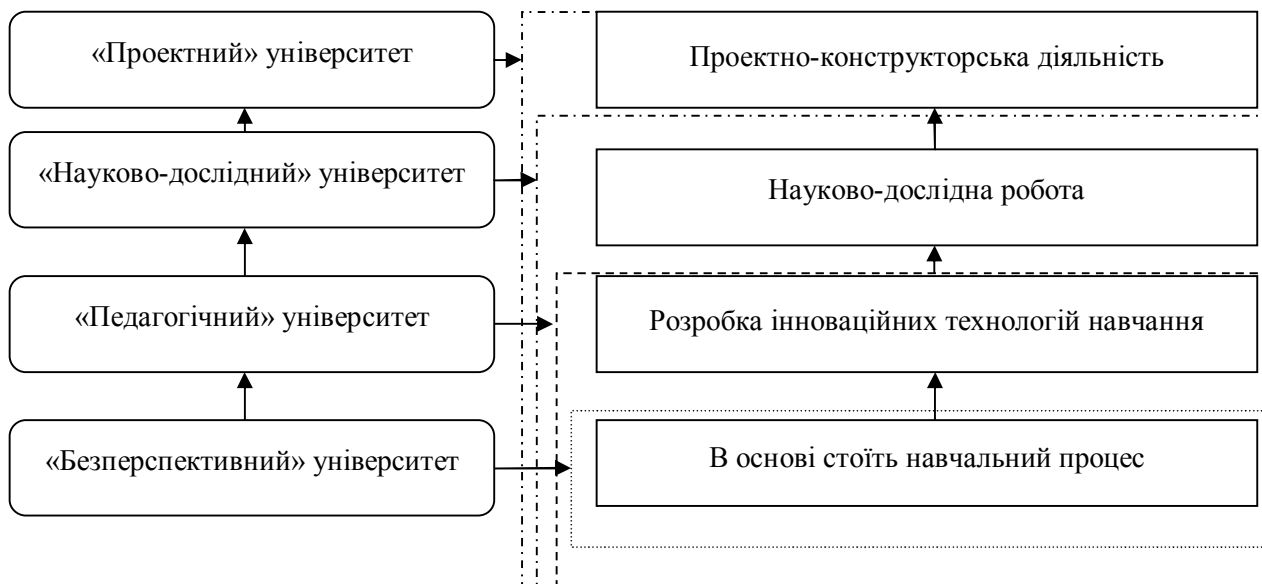 «Проектний» університет
Проектно-конструкторська діяльність
«Науково-дослідний» університет
Науково-дослідна робота
«Педагогічний» університет
Розробка інноваційних технологій навчання
«Безперспективний» університет
В основі стоїть навчальний процес